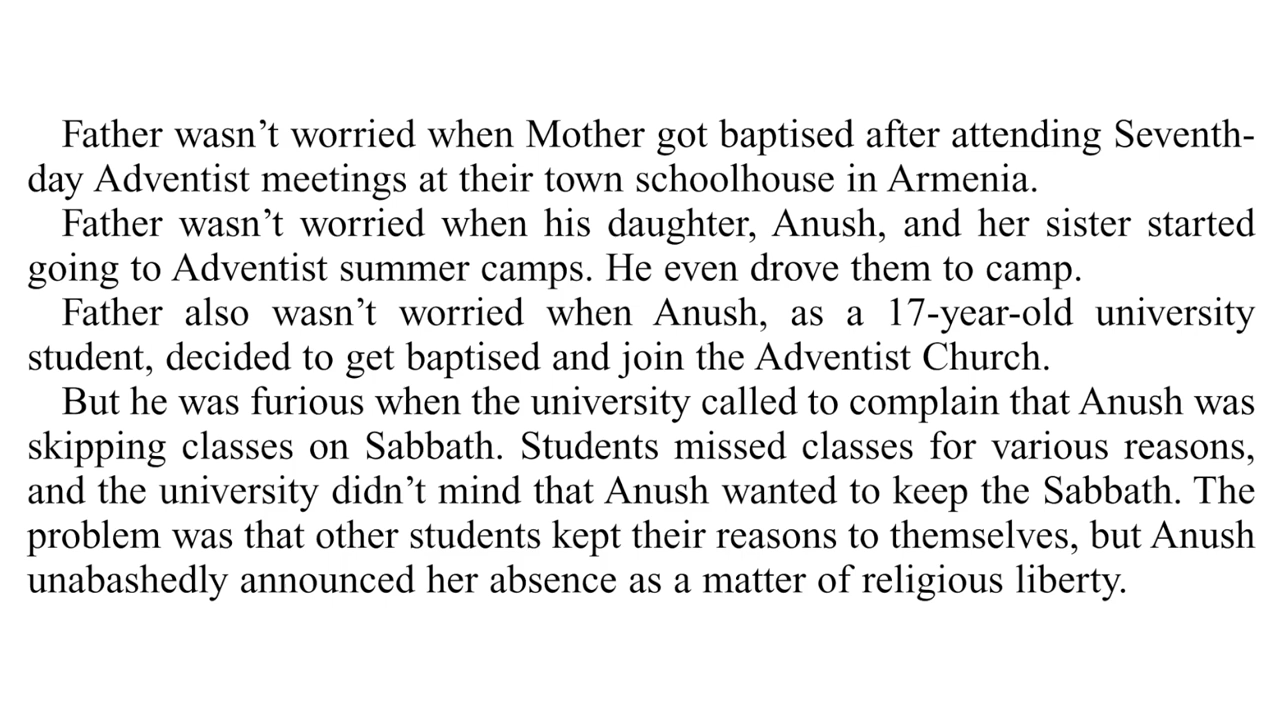 Father wasn’t worried when Mother got baptised after attending Seventh-
day Adventist meetings at their town schoolhouse in Armenia.
Father wasn’t worried when his daughter, Anush, and her sister started
going to Adventist summer camps. He even drove them to camp.
Father also wasn’t worried when Anush, as a 17-year-old university
student, decided to get baptised and join the Adventist Church.
But he was furious when the university called to complain that Anush was
skipping classes on Sabbath. Students missed classes for various reasons,
and the university didn’t mind that Anush wanted to keep the Sabbath. The
problem was that other students kept their reasons to themselves, but Anush
unabashedly announced her absence as a matter of religious liberty.